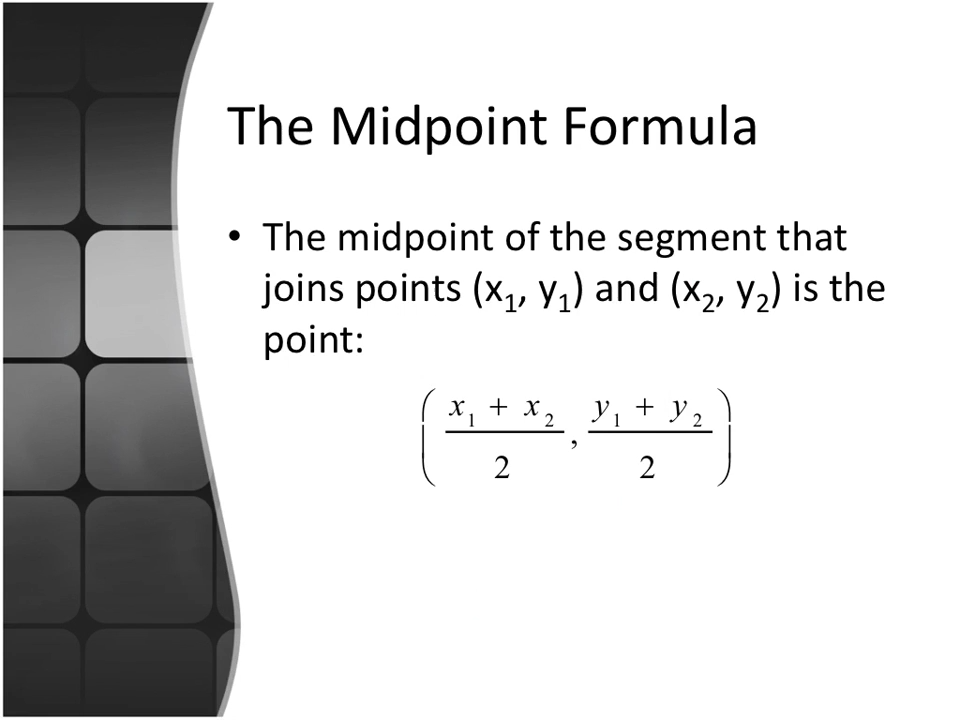 The Midpoint Formula
• The midpoint of the segment that
joins points (x₁, y₁) and (x₂, y₂) is the
point:
( (x₁ + x₂)/2 , (y₁ + y₂)/2 )